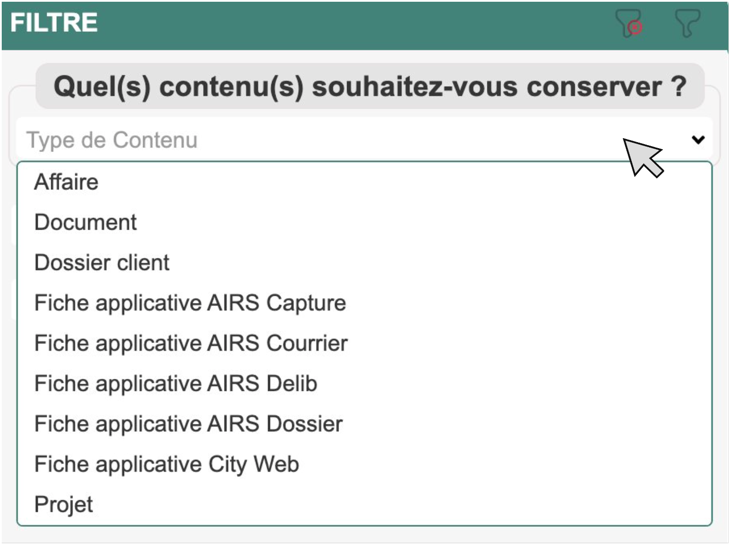 FILTRE
Quel(s) contenu(s) souhaitez-vous conserver ?
Type de Contenu
Affaire
Document
Dossier client
Fiche applicative AIRS Capture
Fiche applicative AIRS Courrier
Fiche applicative AIRS Delib
Fiche applicative AIRS Dossier
Fiche applicative City Web
Projet